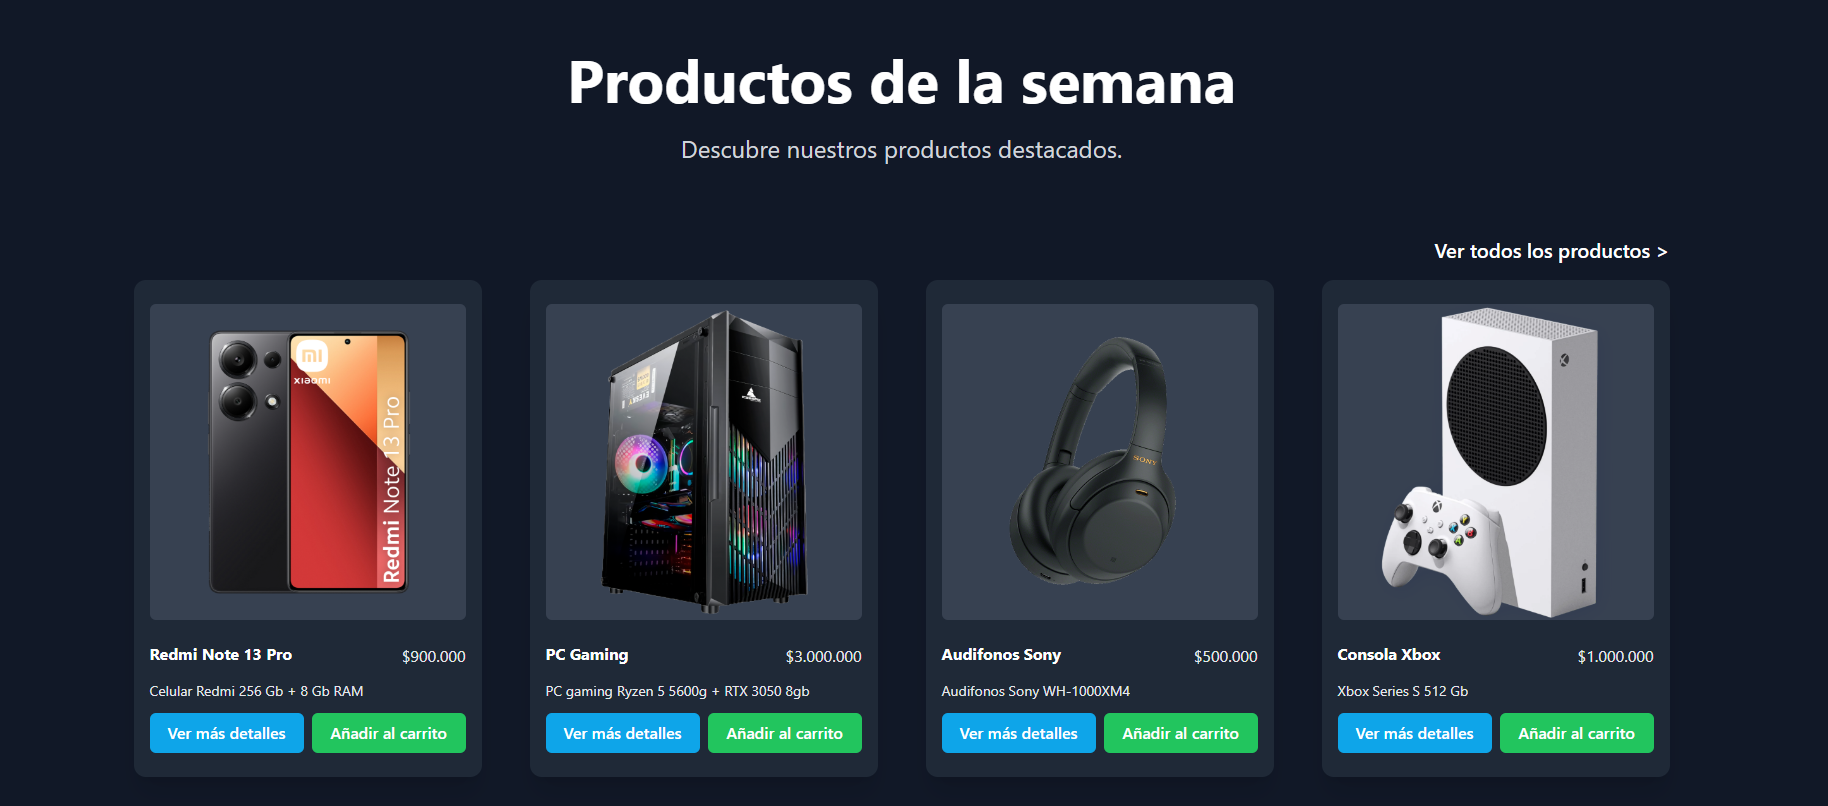 Productos de la semana
Descubre nuestros productos destacados.
Ver todos los productos >
xiaomi
Redmi Note 13 Pro
SONY
Redmi Note 13 Pro
$900.000
Celular Redmi 256 Gb + 8 Gb RAM
Ver más detalles
Añadir al carrito
PC Gaming
$3.000.000
PC gaming Ryzen 5 5600g + RTX 3050 8gb
Ver más detalles
Añadir al carrito
Audifonos Sony
$500.000
Audifonos Sony WH-1000XM4
Ver más detalles
Añadir al carrito
Consola Xbox
$1.000.000
Xbox Series S 512 Gb
Ver más detalles
Añadir al carrito